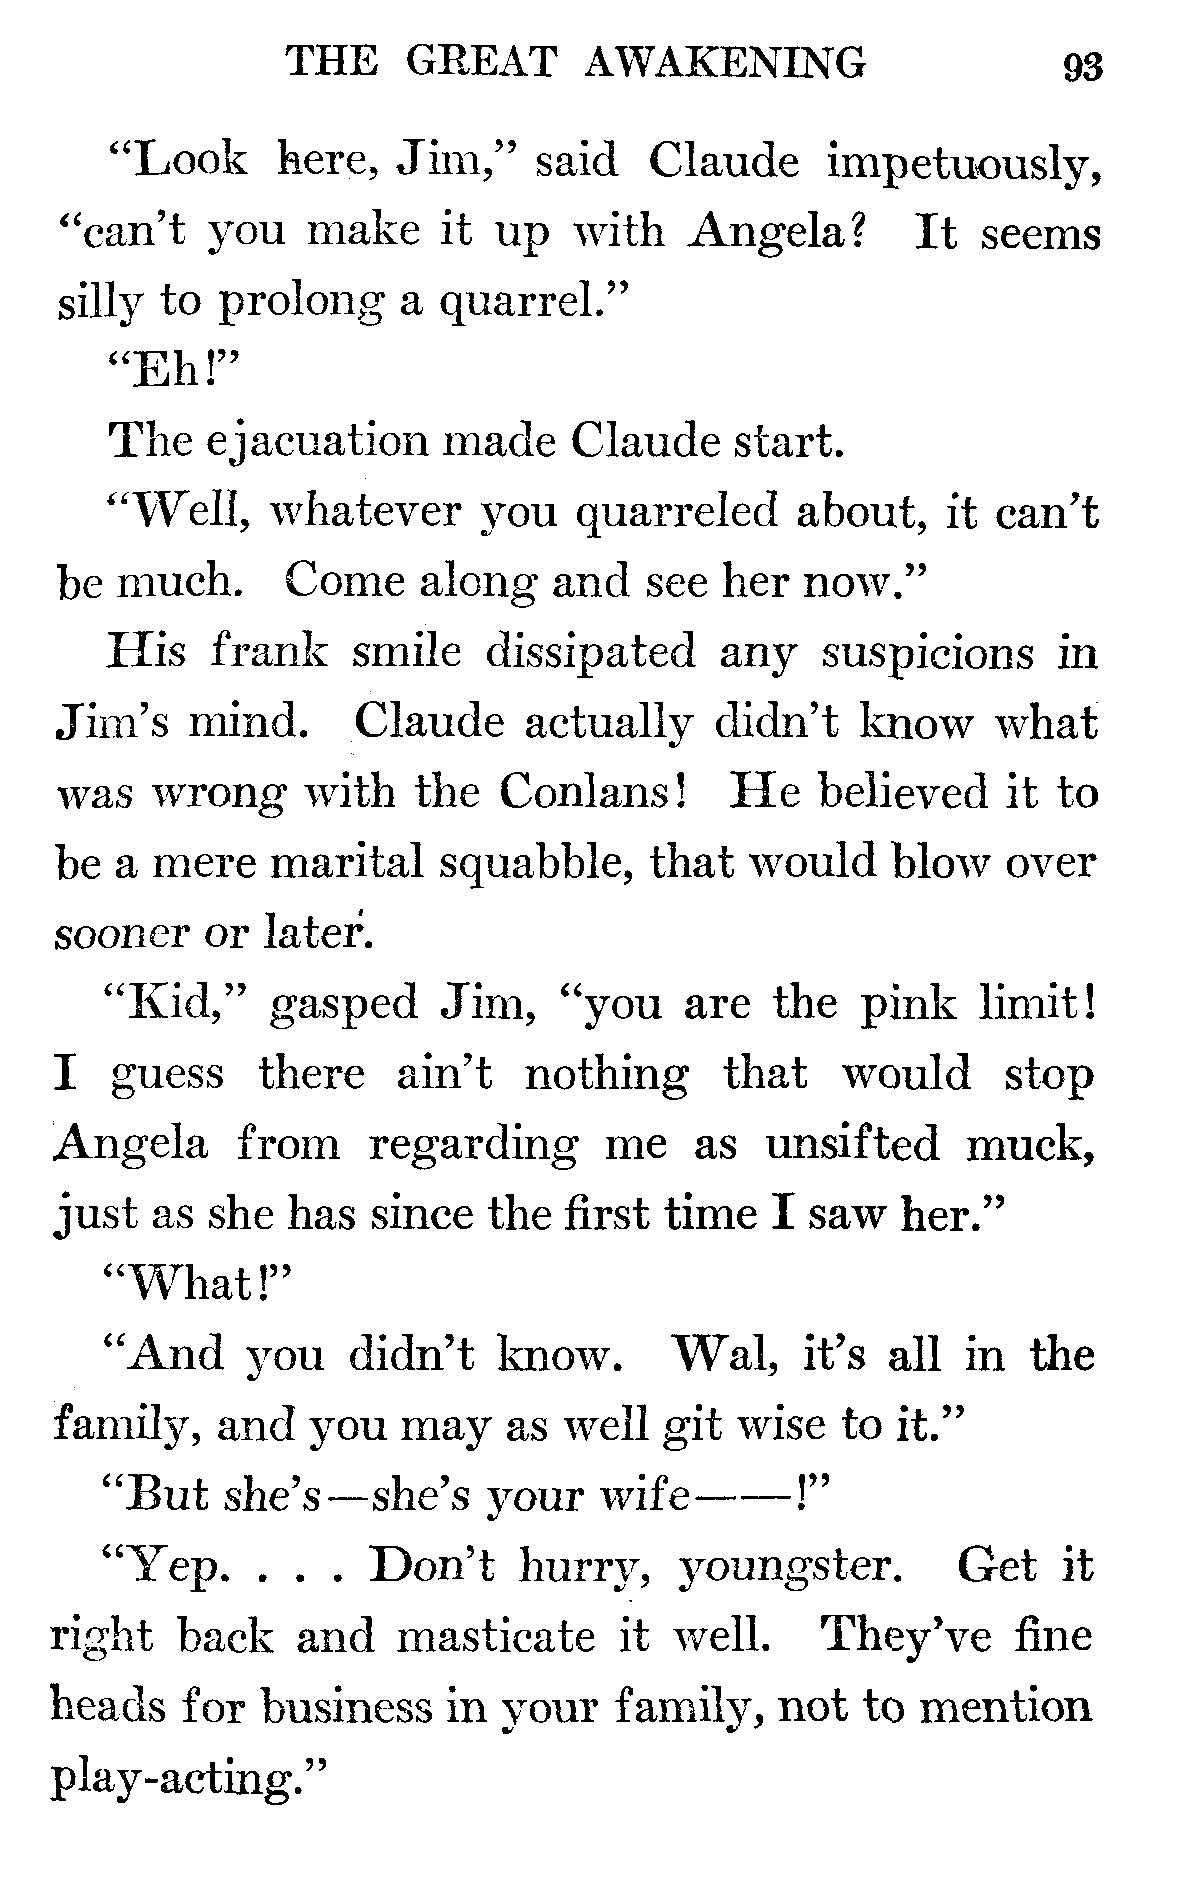 THE GREAT AWAKENING 93
“Look here, Jim,” said Claude impetuously,
“can’t you make it up with Angela? It seems
silly to prolong a quarrel.”
“Eh!”
The ejacuation made Claude start.
“Well, whatever you quarreled about, it can’t
be much. Come along and see her now.”
His frank smile dissipated any suspicions in
Jim’s mind. Claude actually didn’t know what
was wrong with the Conlans! He believed it to
be a mere marital squabble, that would blow over
sooner or later.
“Kid,” gasped Jim, “you are the pink limit!
I guess there ain’t nothing that would stop
Angela from regarding me as unsifted muck,
just as she has since the first time I saw her.”
“What!”
“And you didn’t know. Wal, it’s all in the
family, and you may as well git wise to it.”
“But she’s—she’s your wife——!”
“Yep. . . . Don’t hurry, youngster. Get it
right back and masticate it well. They’ve fine
heads for business in your family, not to mention
play-acting.”